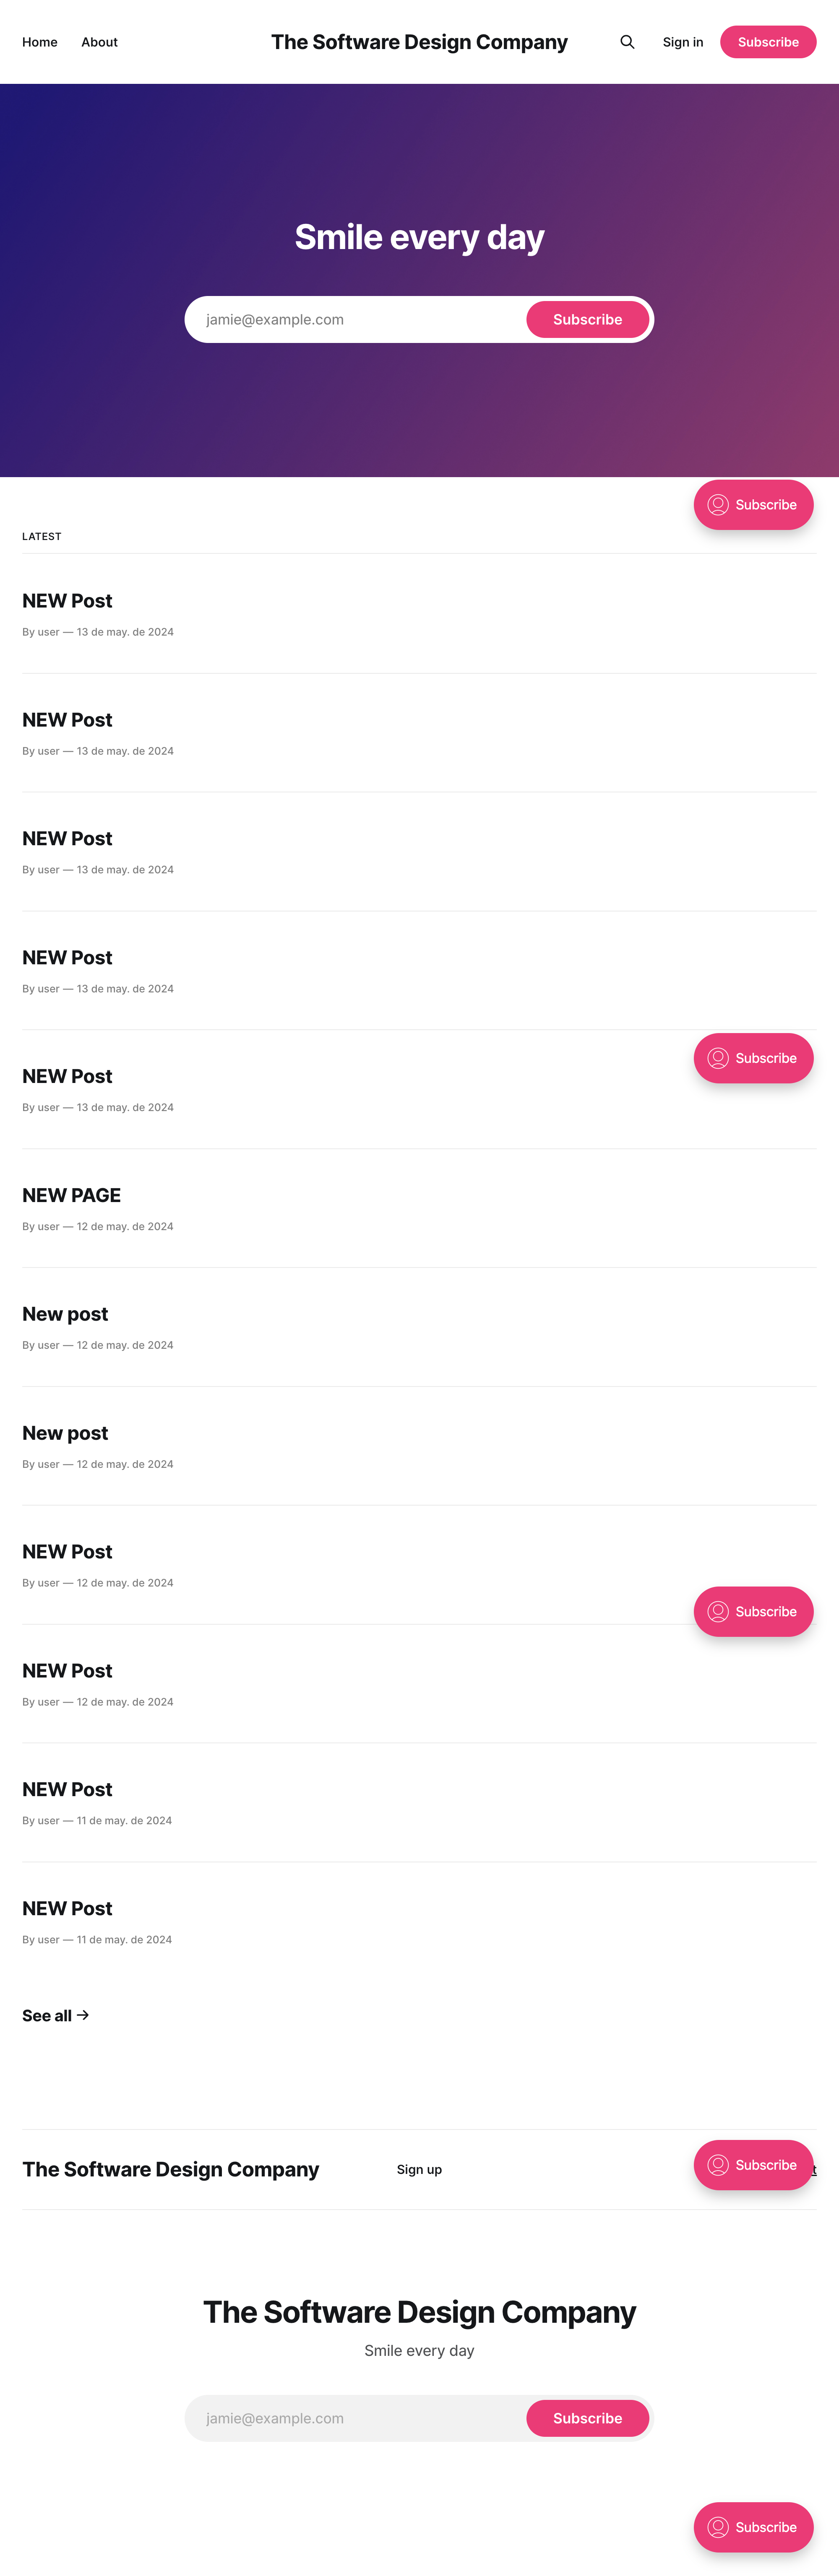 Home About The Software Design Company Sign in Subscribe
Smile every day
jamie@example.com Subscribe
Subscribe
LATEST
NEW Post
By user — 13 de may. de 2024
NEW Post
By user — 13 de may. de 2024
NEW Post
By user — 13 de may. de 2024
NEW Post
By user — 13 de may. de 2024
Subscribe
NEW Post
By user — 13 de may. de 2024
NEW PAGE
By user — 12 de may. de 2024
New post
By user — 12 de may. de 2024
New post
By user — 12 de may. de 2024
NEW Post
By user — 12 de may. de 2024
Subscribe
NEW Post
By user — 12 de may. de 2024
NEW Post
By user — 11 de may. de 2024
NEW Post
By user — 11 de may. de 2024
See all →
The Software Design Company Sign up Subscribe
The Software Design Company
Smile every day
jamie@example.com Subscribe
Subscribe